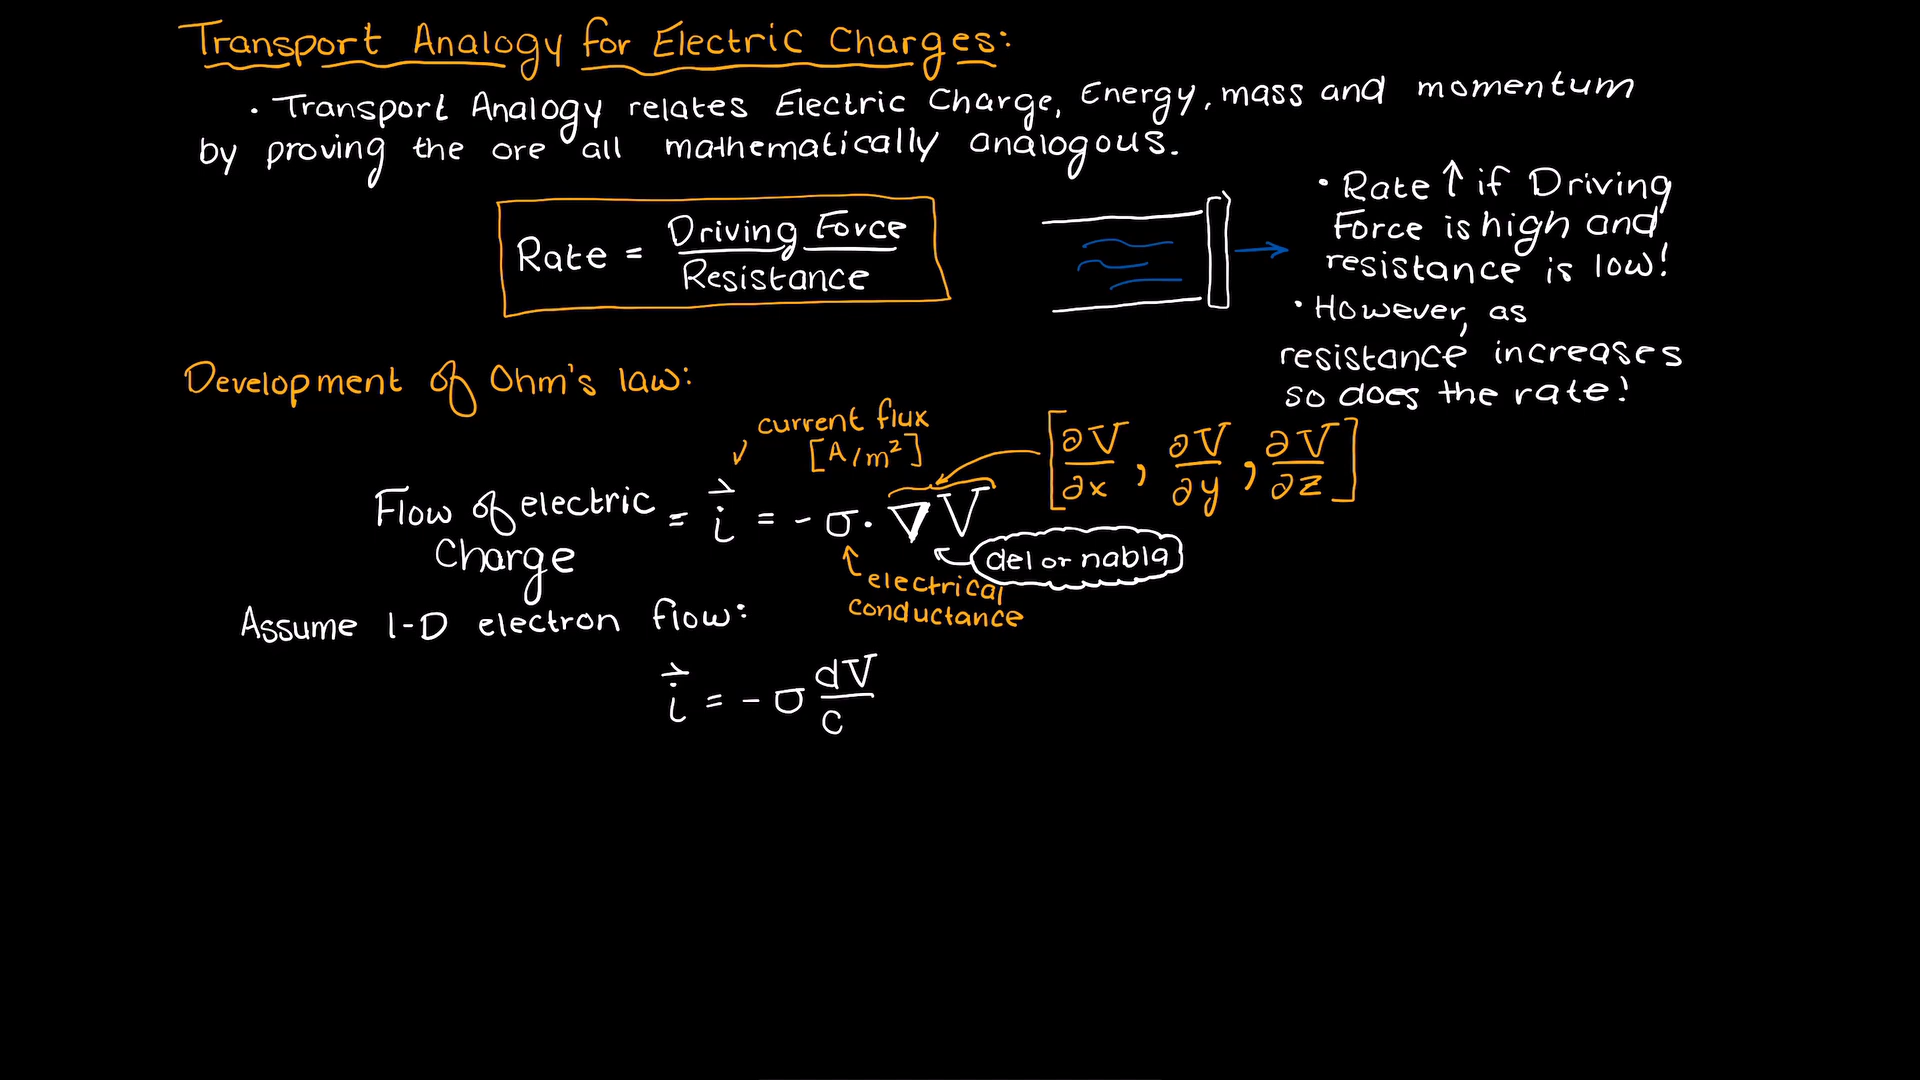 Transport Analogy for Electric Charges:
· Transport Analogy relates Electric Charge, Energy, mass and momentum
by proving the ore all mathematically analogous.
Rate = Driving Force / Resistance
· Rate ↑ if Driving
Force is high and
resistance is low!
· However, as
resistance increases
so does the rate!
Development of Ohm's law:
current flux
[A/m²]
[∂V/∂x, ∂V/∂y, ∂V/∂z]
Flow of electric
Charge
= i⃗ = - σ · ∇V
del or nabla
electrical
conductance
Assume 1-D electron flow:
i⃗ = - σ dV/c